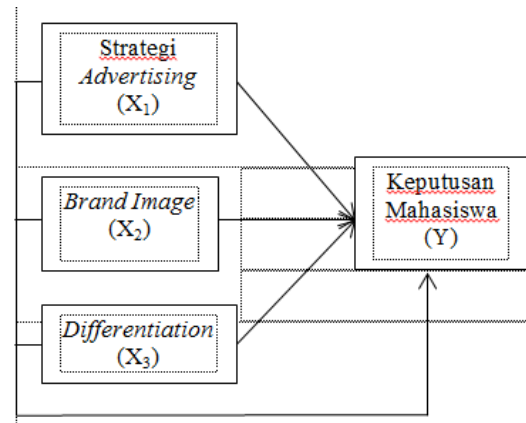 Strategi
Advertising
(X₁)
Brand Image
(X₂)
Differentiation
(X₃)
Keputusan
Mahasiswa
(Y)